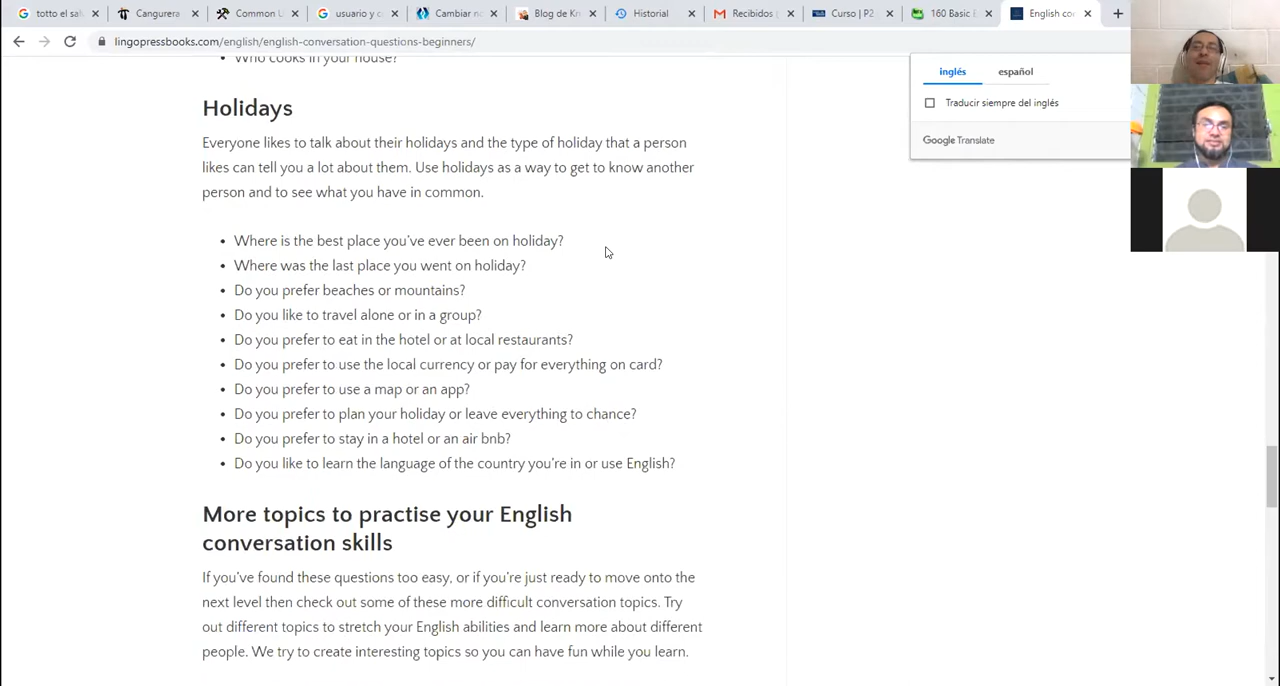 totto el sal
Cangurera
Common U
usuario y c
Cambiar n
Blog de Kn
Historial
Recibidos
Curso | P2
160 Basic E
English co
lingopressbooks.com/english/english-conversation-questions-beginners/
Who cooks in your house?
inglés
español
Traducir siempre del inglés
Google Translate
Holidays
Everyone likes to talk about their holidays and the type of holiday that a person
likes can tell you a lot about them. Use holidays as a way to get to know another
person and to see what you have in common.
• Where is the best place you've ever been on holiday?
• Where was the last place you went on holiday?
• Do you prefer beaches or mountains?
• Do you like to travel alone or in a group?
• Do you prefer to eat in the hotel or at local restaurants?
• Do you prefer to use the local currency or pay for everything on card?
• Do you prefer to use a map or an app?
• Do you prefer to plan your holiday or leave everything to chance?
• Do you prefer to stay in a hotel or an air bnb?
• Do you like to learn the language of the country you're in or use English?
More topics to practise your English
conversation skills
If you've found these questions too easy, or if you're just ready to move onto the
next level then check out some of these more difficult conversation topics. Try
out different topics to stretch your English abilities and learn more about different
people. We try to create interesting topics so you can have fun while you learn.